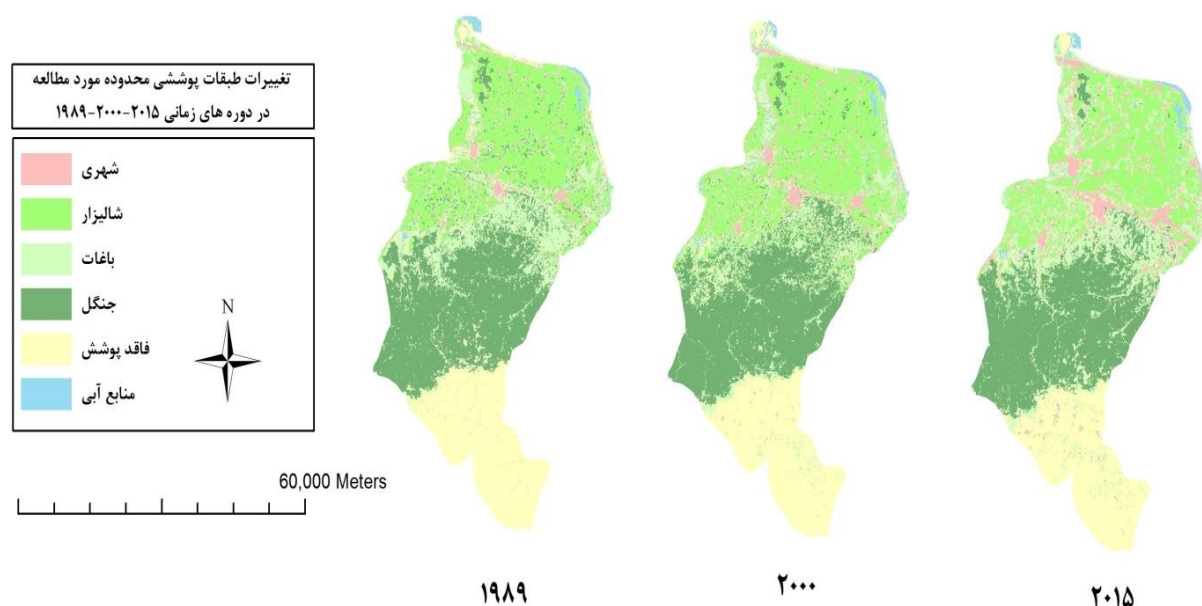 تغییرات طبقات پوششی محدوده مورد مطالعه
در دوره های زمانی ۲۰۱۵-۲۰۰۰-۱۹۸۹
شهری
شالیزار
باغات
جنگل
فاقد پوشش
منابع آبی
N
60,000 Meters
۱۹۸۹
۲۰۰۰
۲۰۱۵